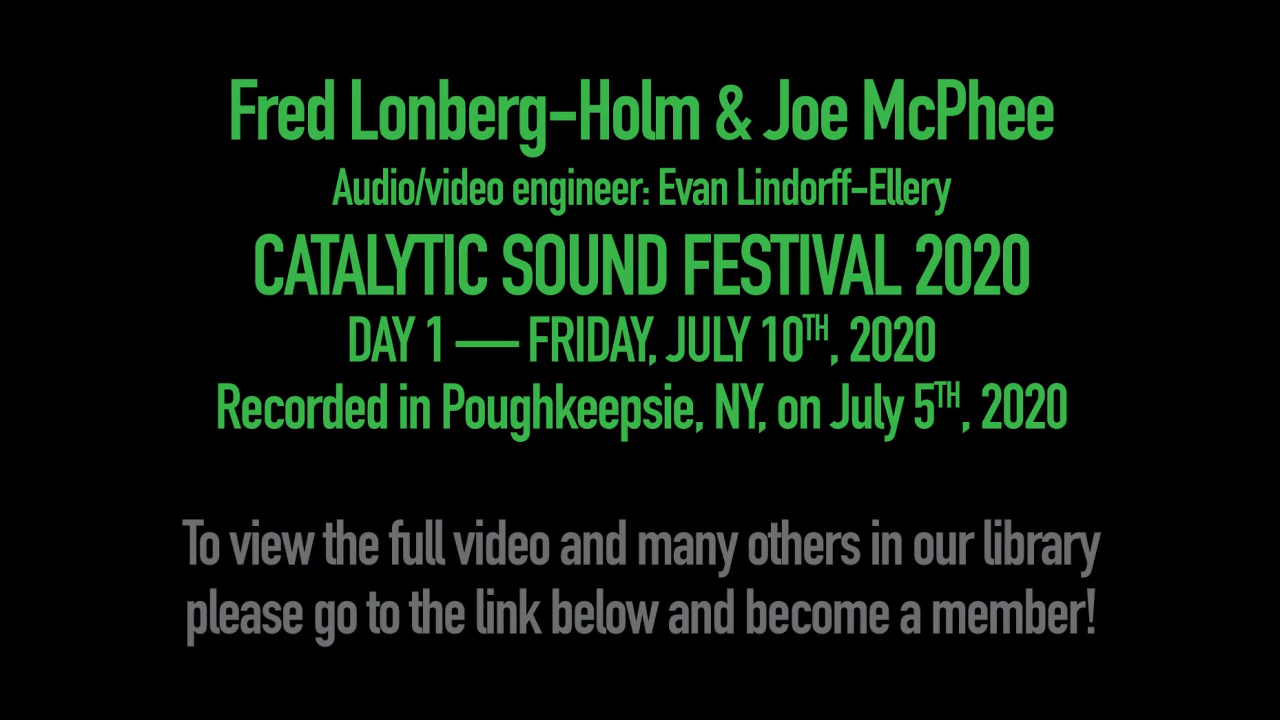 Fred Lonberg-Holm & Joe McPhee
Audio/video engineer: Evan Lindorff-Ellery
CATALYTIC SOUND FESTIVAL 2020
DAY 1 — FRIDAY, JULY 10TH, 2020
Recorded in Poughkeepsie, NY, on July 5TH, 2020
To view the full video and many others in our library
please go to the link below and become a member!